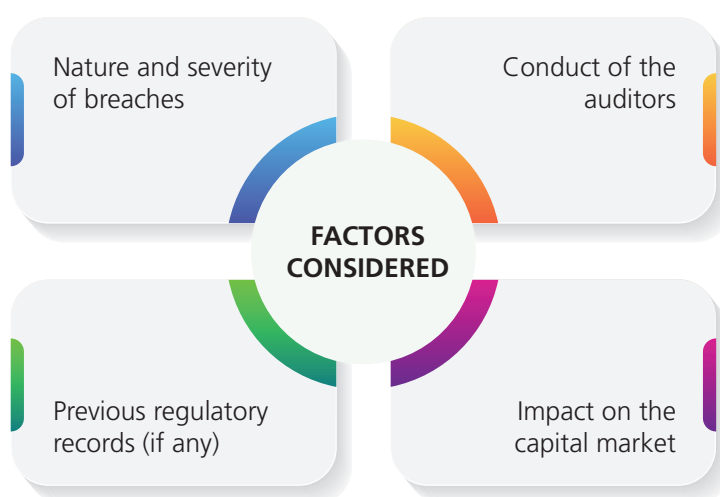 Nature and severity
of breaches
Conduct of the
auditors
FACTORS
CONSIDERED
Previous regulatory
records (if any)
Impact on the
capital market